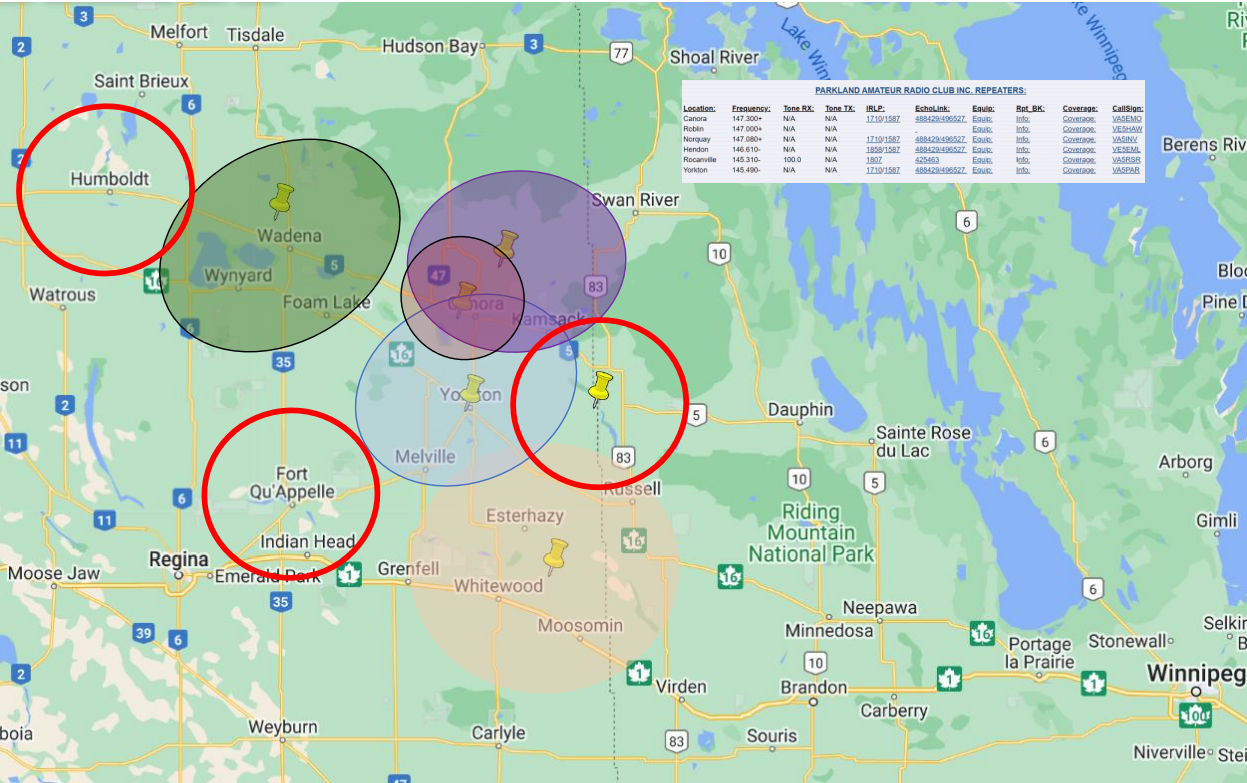 3
Melfort
Tisdale
2
Hudson Bay
3
77
Shoal River
Lake Win
ke Winnipeg
Ri
Saint Brieux
6
PARKLAND AMATEUR RADIO CLUB INC. REPEATERS:
Location: Frequency: Tone RX: Tone TX: IRLP: EchoLink: Equip: Rpt_BK: Coverage: CallSign:
Canora 147.300+ N/A N/A 1710/1587 488429/496527 Equip: Info: Coverage: VA5EMO
Roblin 147.000+ N/A N/A - Equip: Info: Coverage: VE5HAW
Norquay 147.080+ N/A N/A 1710/1587 488429/496527 Equip: Info: Coverage: VA5INV
Hendon 146.610- N/A N/A 1858/1587 488429/496527 Equip: Info: Coverage: VE5EML
Rocanville 145.310- 100.0 N/A 1807 425463 Equip: Info: Coverage: VA5RSR
Yorkton 145.490- N/A N/A 1710/1587 488429/496527 Equip: Info: Coverage: VA5PAR
Berens Riv
2
Humboldt
Swan River
6
Wadena
10
16
Wynyard
5
47
83
Bloo
Watrous
Foam Lake
Canora
Kamsack
Pine D
6
35
16
5
son
2
Yorkton
5
Dauphin
11
Sainte Rose
du Lac
6
Melville
83
Arborg
Fort
Qu'Appelle
Russell
10
5
6
11
Esterhazy
Riding
Mountain
National Park
Gimli
Indian Head
16
Regina
Moose Jaw
Emerald Park
1
Grenfell
Whitewood
16
6
35
Neepawa
Moosomin
Minnedosa
Selkir
39
6
16
Portage
la Prairie
Stonewall
B
2
1
Virden
10
Brandon
1
1
Winnipeg
Carberry
100
boia
Weyburn
Carlyle
83
Souris
Niverville
Stei
47